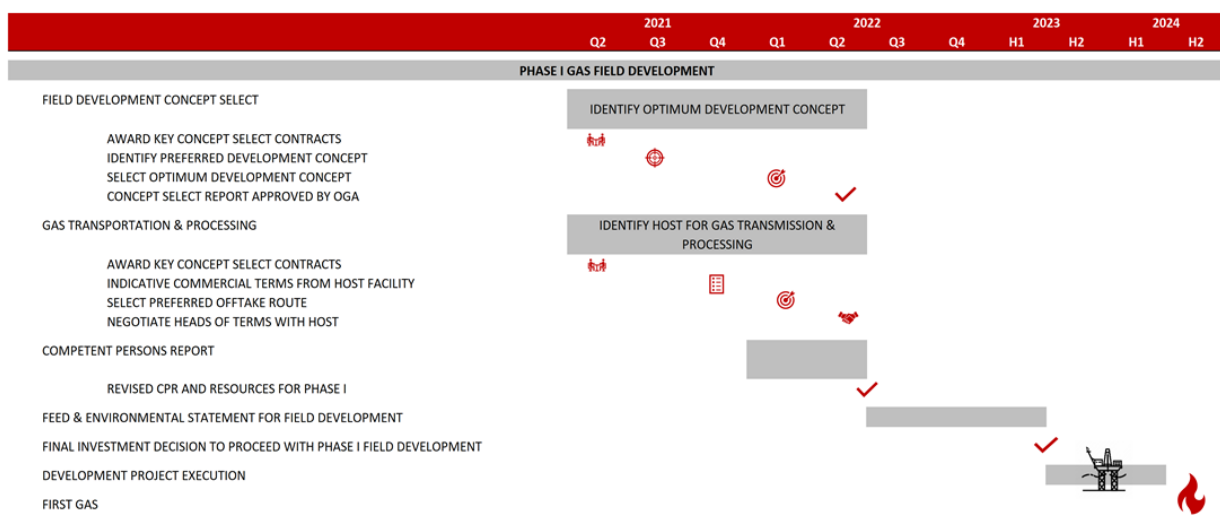 2021 2022 2023 2024
Q2 Q3 Q4 Q1 Q2 Q3 Q4 H1 H2 H1 H2
PHASE I GAS FIELD DEVELOPMENT
FIELD DEVELOPMENT CONCEPT SELECT
IDENTIFY OPTIMUM DEVELOPMENT CONCEPT
AWARD KEY CONCEPT SELECT CONTRACTS
IDENTIFY PREFERRED DEVELOPMENT CONCEPT
SELECT OPTIMUM DEVELOPMENT CONCEPT
CONCEPT SELECT REPORT APPROVED BY OGA
GAS TRANSPORTATION & PROCESSING
IDENTIFY HOST FOR GAS TRANSMISSION &
PROCESSING
AWARD KEY CONCEPT SELECT CONTRACTS
INDICATIVE COMMERCIAL TERMS FROM HOST FACILITY
SELECT PREFERRED OFFTAKE ROUTE
NEGOTIATE HEADS OF TERMS WITH HOST
COMPETENT PERSONS REPORT
REVISED CPR AND RESOURCES FOR PHASE I
FEED & ENVIRONMENTAL STATEMENT FOR FIELD DEVELOPMENT
FINAL INVESTMENT DECISION TO PROCEED WITH PHASE I FIELD DEVELOPMENT
DEVELOPMENT PROJECT EXECUTION
FIRST GAS